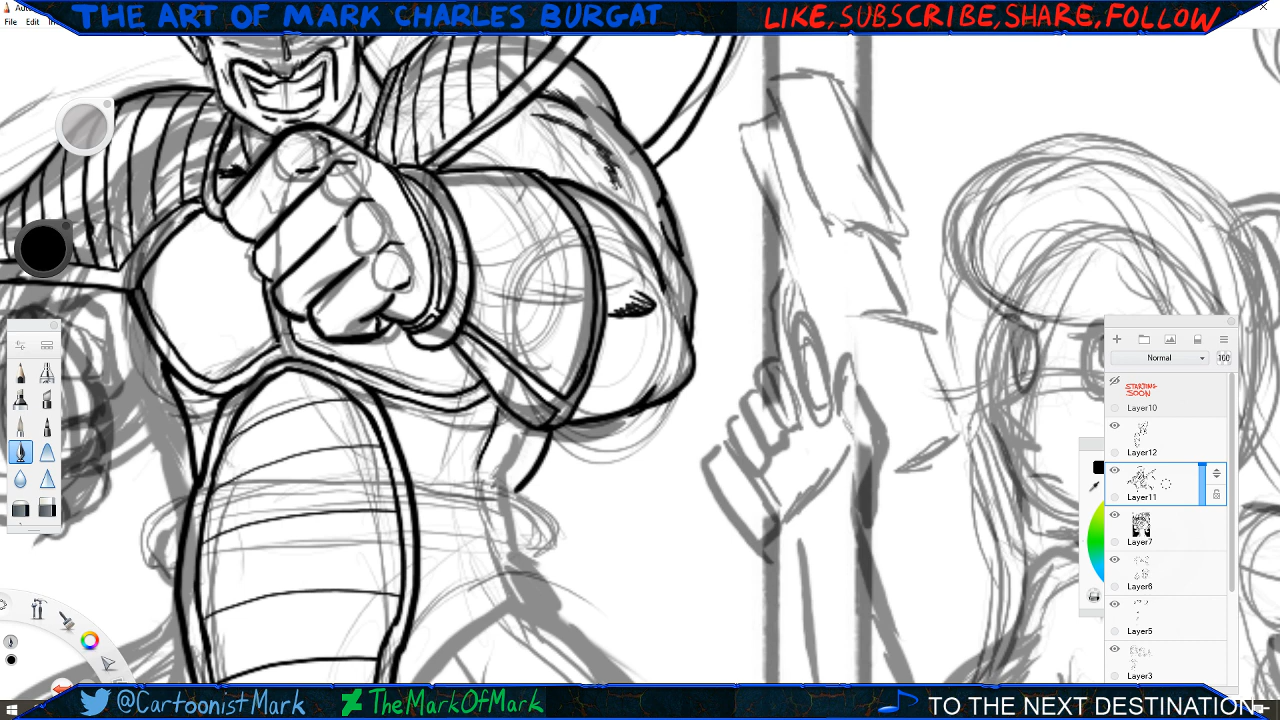 THE ART OF MARK CHARLES BURGAT
LIKE, SUBSCRIBE, SHARE, FOLLOW
File Edit
Normal
100
STARTING SOON
Layer10
Layer12
Layer11
Layer7
Layer6
Layer5
Layer3
@CartoonistMark
TheMarkOfMark
TO THE NEXT DESTINATION